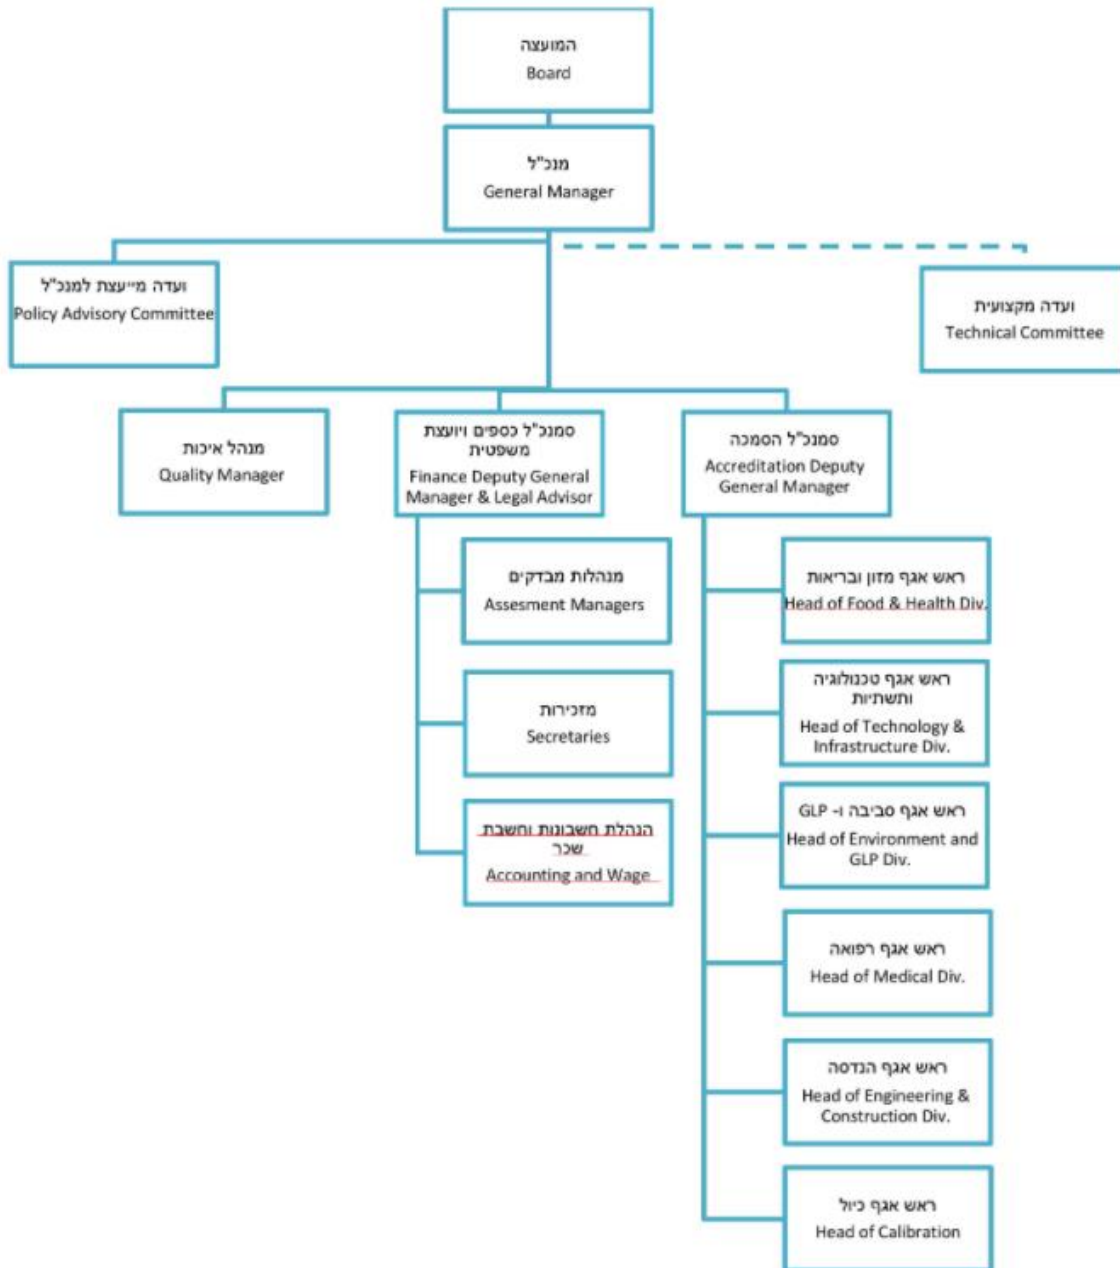 המועצה
Board
מנכ"ל
General Manager
ועדה מייעצת למנכ"ל
Policy Advisory Committee
ועדה מקצועית
Technical Committee
מנהל איכות
Quality Manager
סמנכ"ל כספים ויועצת
משפטית
Finance Deputy General
Manager & Legal Advisor
סמנכ"ל הסמכה
Accreditation Deputy
General Manager
מנהלות מבדקים
Assesment Managers
מזכירות
Secretaries
הנהלת חשבונות וחשבת
שכר
Accounting and Wage
ראש אגף מזון ובריאות
Head of Food & Health Div.
ראש אגף טכנולוגיה
ותשתיות
Head of Technology &
Infrastructure Div.
ראש אגף סביבה ו- GLP
Head of Environment and
GLP Div.
ראש אגף רפואה
Head of Medical Div.
ראש אגף הנדסה
Head of Engineering &
Construction Div.
ראש אגף כיול
Head of Calibration